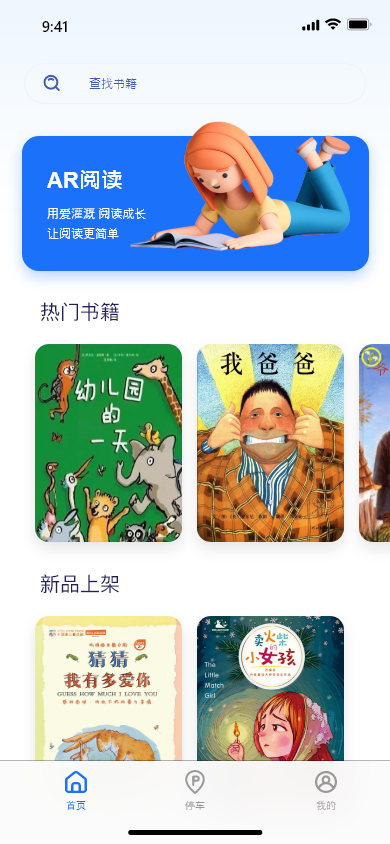 9:41
查找书籍
AR阅读
用爱灌溉 阅读成长
让阅读更简单
热门书籍
幼儿园
的
一天
我爸爸
新品上架
猜猜
我有多爱你
GUESS HOW MUCH I LOVE YOU
卖火柴
的
小女孩
The
Little
Match
Girl
首页
停车
我的